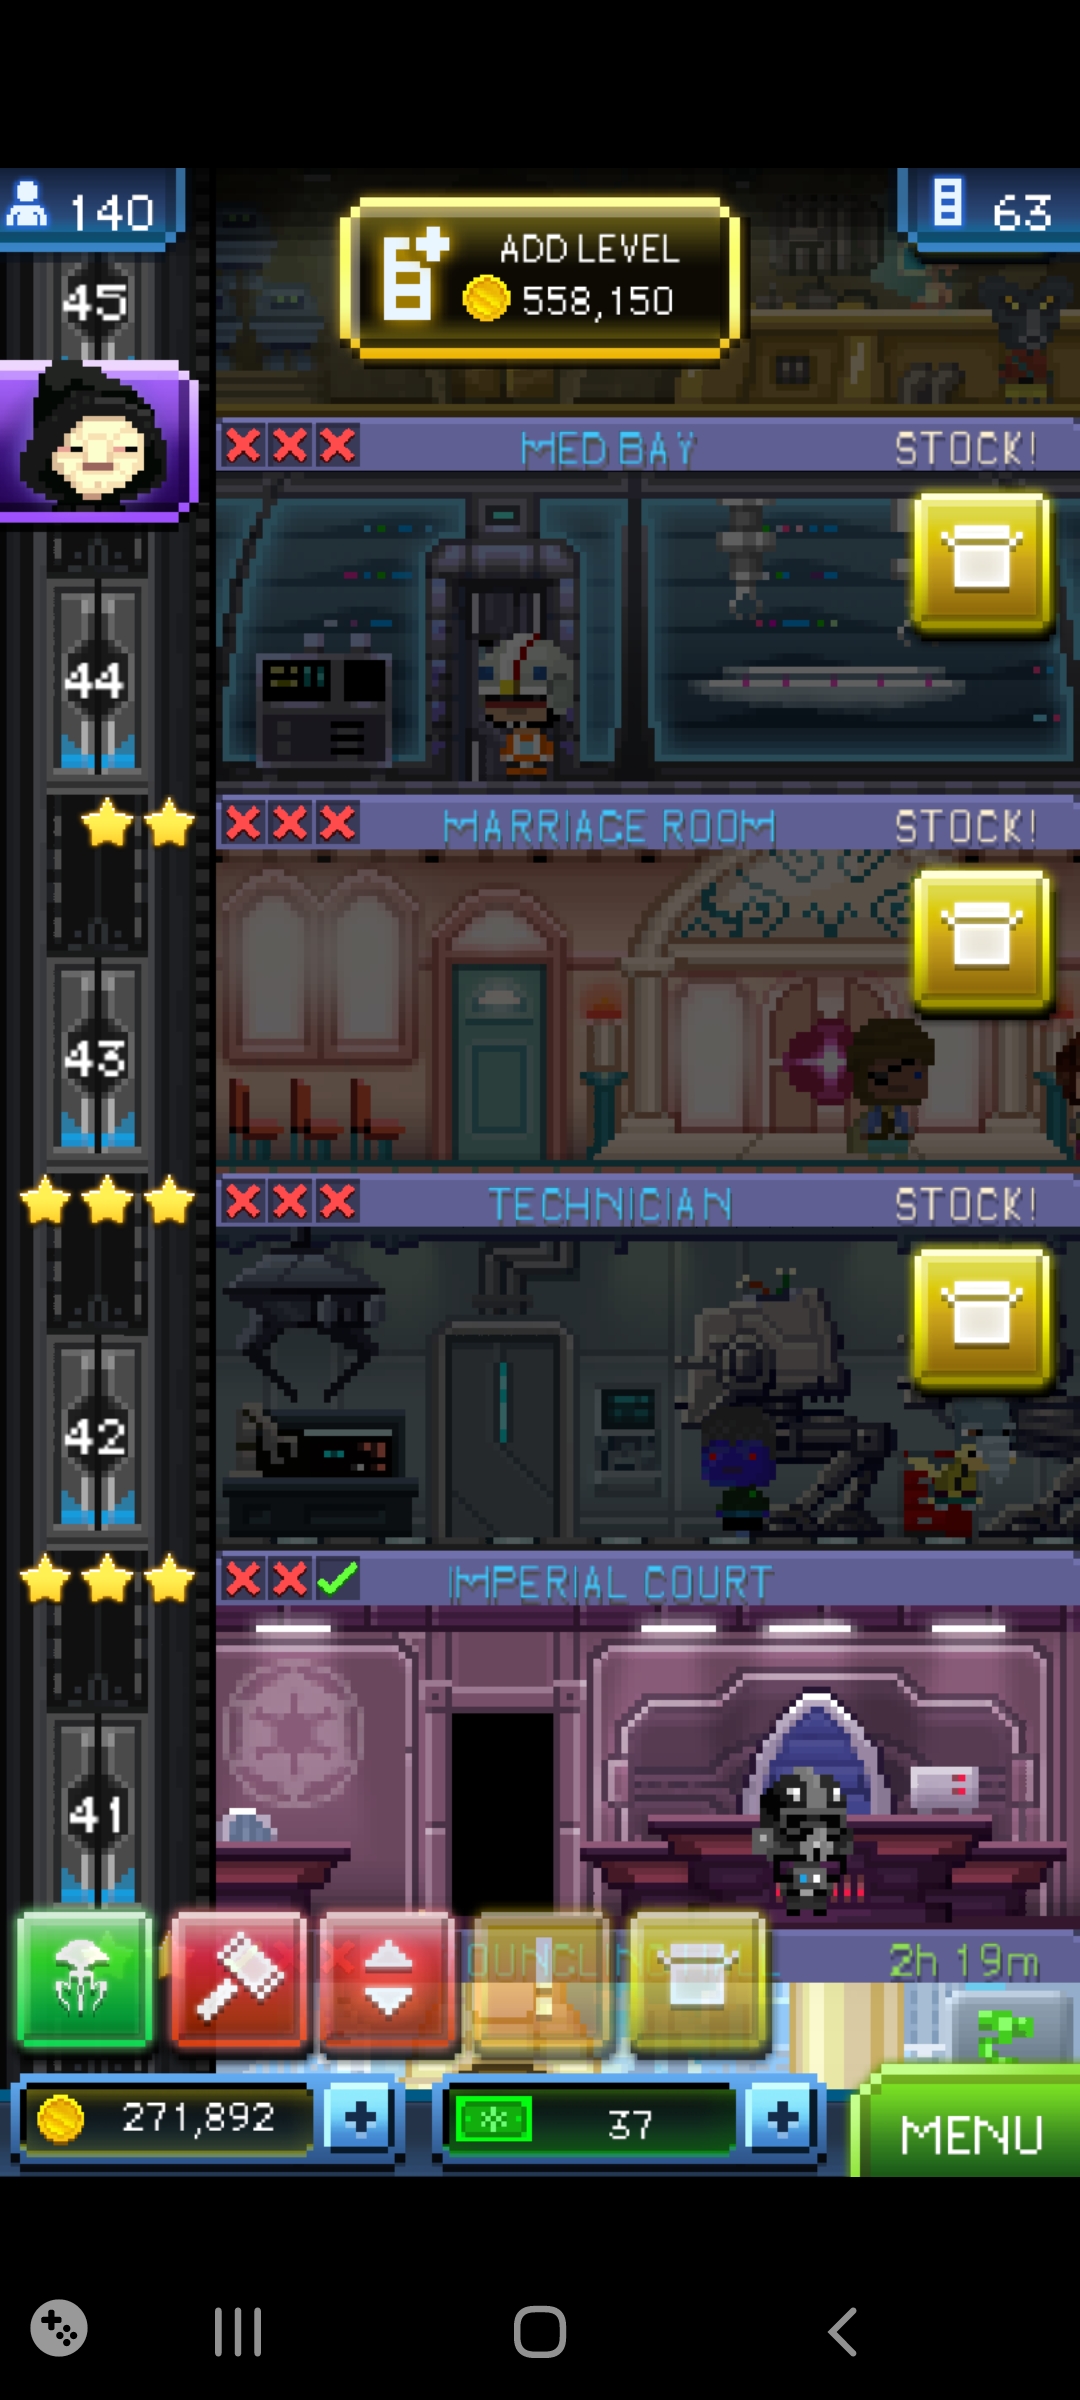 140
ADD LEVEL
558,150
63
45
MED BAY
STOCK!
44
MARRIAGE ROOM
STOCK!
43
TECHNICIAN
STOCK!
42
IMPERIAL COURT
41
2h 19m
271,892
37
MENU